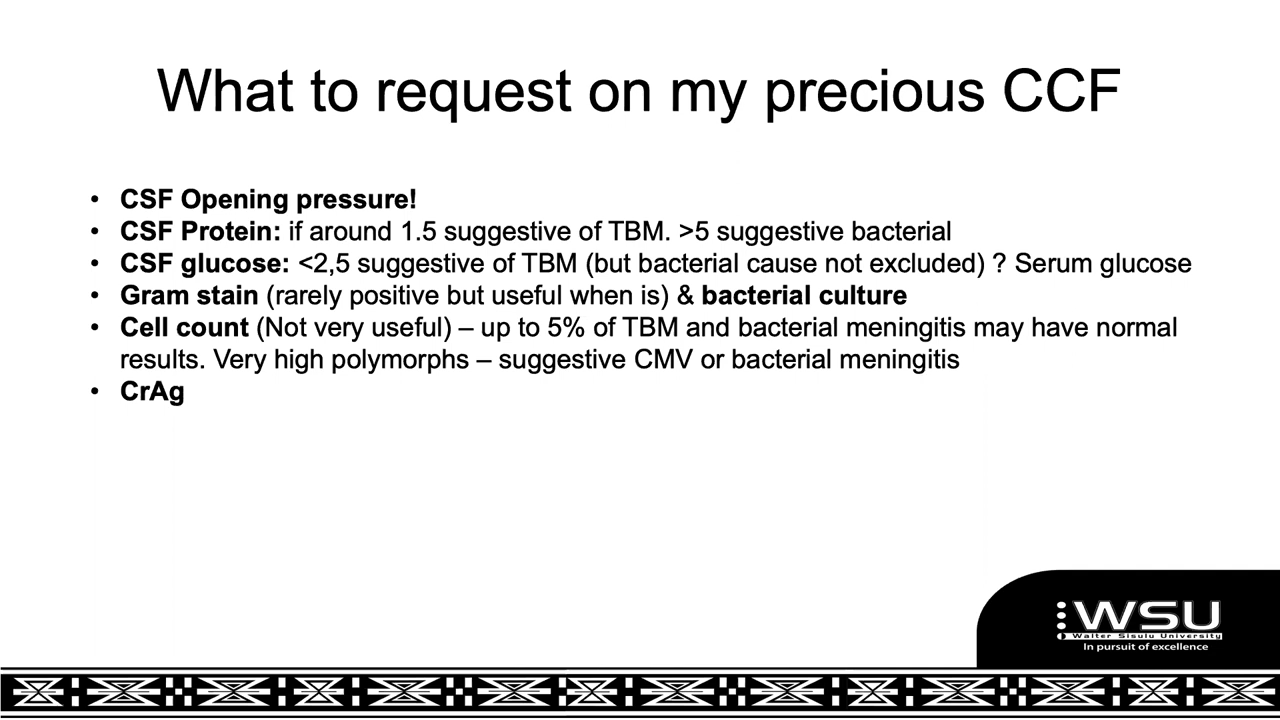 What to request on my precious CCF
• CSF Opening pressure!
• CSF Protein: if around 1.5 suggestive of TBM. >5 suggestive bacterial
• CSF glucose: <2,5 suggestive of TBM (but bacterial cause not excluded) ? Serum glucose
• Gram stain (rarely positive but useful when is) & bacterial culture
• Cell count (Not very useful) – up to 5% of TBM and bacterial meningitis may have normal
results. Very high polymorphs – suggestive CMV or bacterial meningitis
• CrAg
WSU
Walter Sisulu University
In pursuit of excellence